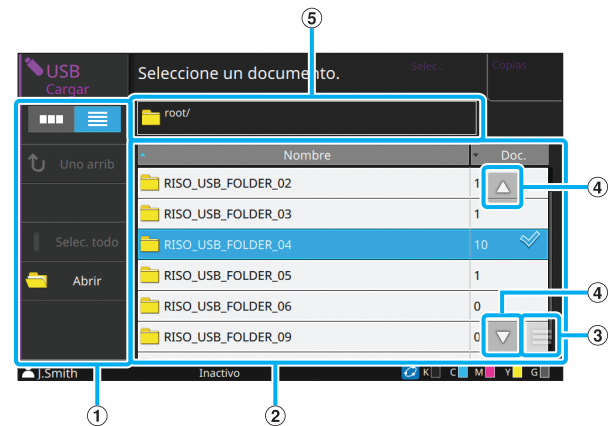 5
USB
Cargar
Seleccione un documento.
Selec.:
Copias
root/
Nombre
Doc.
Uno arrib
RISO_USB_FOLDER_02
1
4
RISO_USB_FOLDER_03
1
Selec. todo
RISO_USB_FOLDER_04
10
Abrir
RISO_USB_FOLDER_05
1
4
RISO_USB_FOLDER_06
0
RISO_USB_FOLDER_09
0
3
J.Smith
Inactivo
K C M Y G
1
2